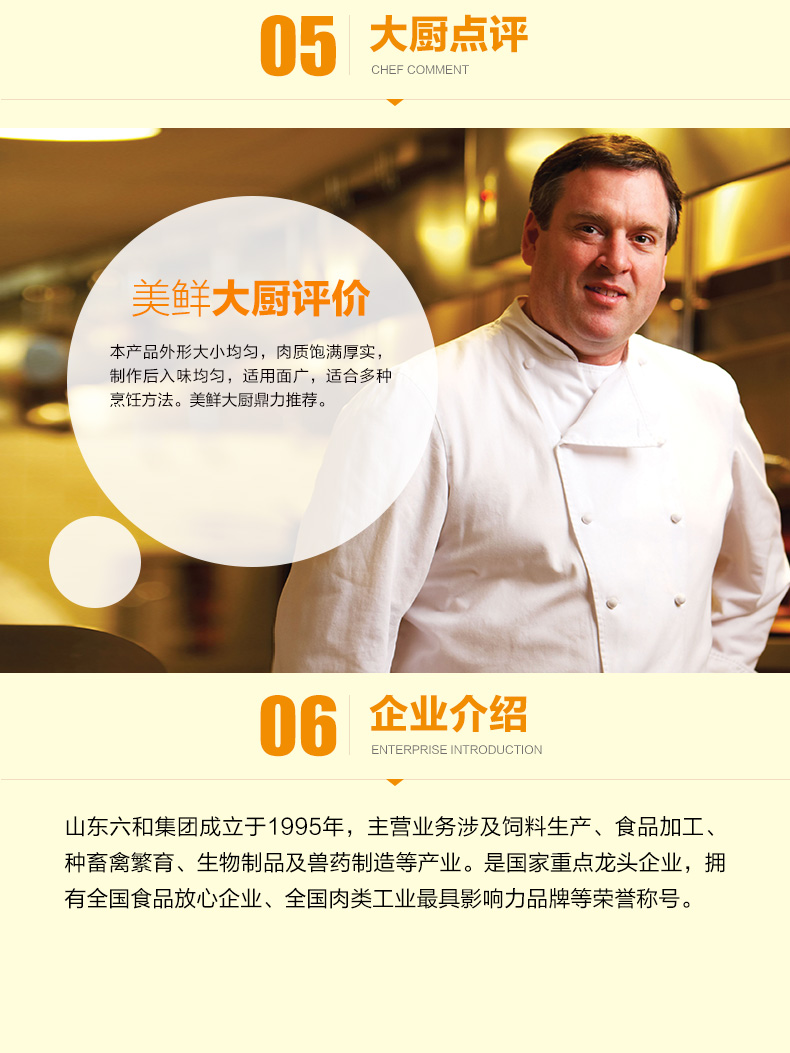 05
大厨点评
CHEF COMMENT
美鲜大厨评价
本产品外形大小均匀，肉质饱满厚实，
制作后入味均匀，适用面广，适合多种
烹饪方法。美鲜大厨鼎力推荐。
06
企业介绍
ENTERPRISE INTRODUCTION
山东六和集团成立于1995年，主营业务涉及饲料生产、食品加工、
种畜禽繁育、生物制品及兽药制造等产业。是国家重点龙头企业，拥
有全国食品放心企业、全国肉类工业最具影响力品牌等荣誉称号。